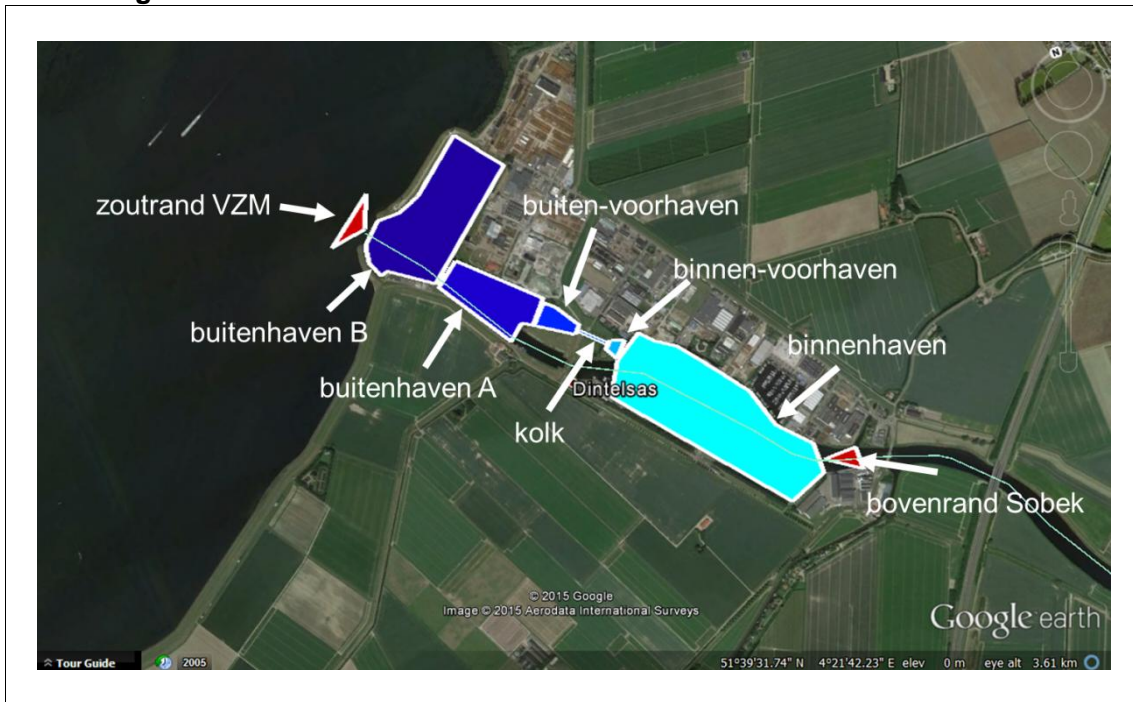 zoutrand VZM
buiten-voorhaven
binnen-voorhaven
buitenhaven B
binnenhaven
buitenhaven A
Dintelsas
kolk
bovenrand Sobek
© 2015 Google
Image © 2015 Aerodata International Surveys
Google earth
Tour Guide 2005 51°39'31.74" N 4°21'42.23" E elev 0 m eye alt 3.61 km
N